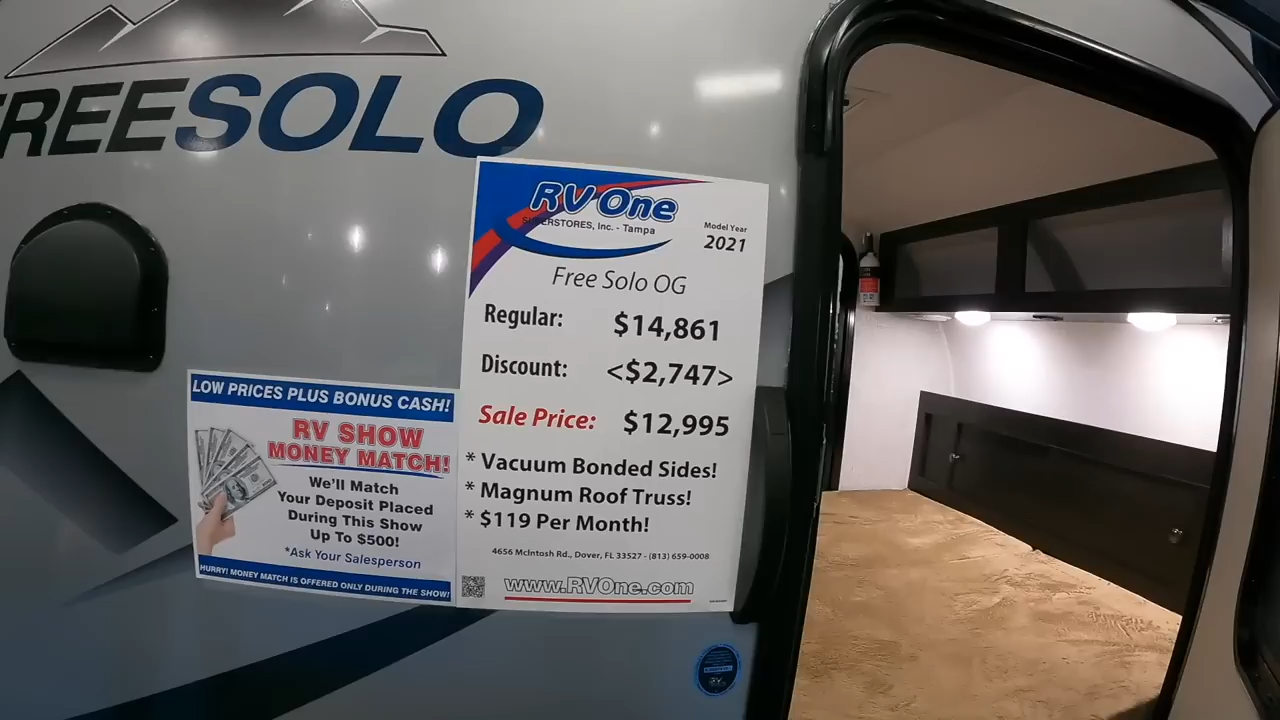 FREESOLO
RV One
SUPERSTORES, Inc. - Tampa
Model Year
2021
Free Solo OG
Regular: $14,861
Discount: <$2,747>
Sale Price: $12,995
* Vacuum Bonded Sides!
* Magnum Roof Truss!
* $119 Per Month!
4656 McIntosh Rd., Dover, FL 33527 - (813) 659-0008
www.RVOne.com
LOW PRICES PLUS BONUS CASH!
RV SHOW
MONEY MATCH!
We'll Match
Your Deposit Placed
During This Show
Up To $500!
*Ask Your Salesperson
HURRY! MONEY MATCH IS OFFERED ONLY DURING THE SHOW!